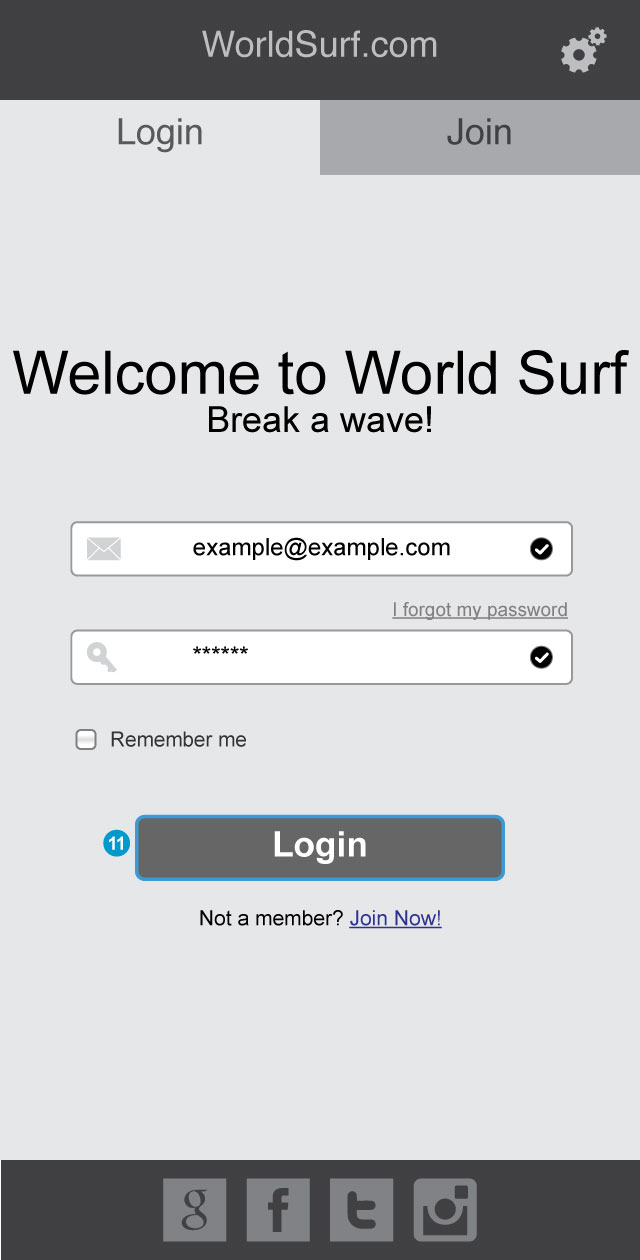 WorldSurf.com
Login
Join
Welcome to World Surf
Break a wave!
example@example.com
I forgot my password
******
Remember me
11
Login
Not a member? Join Now!
g f t